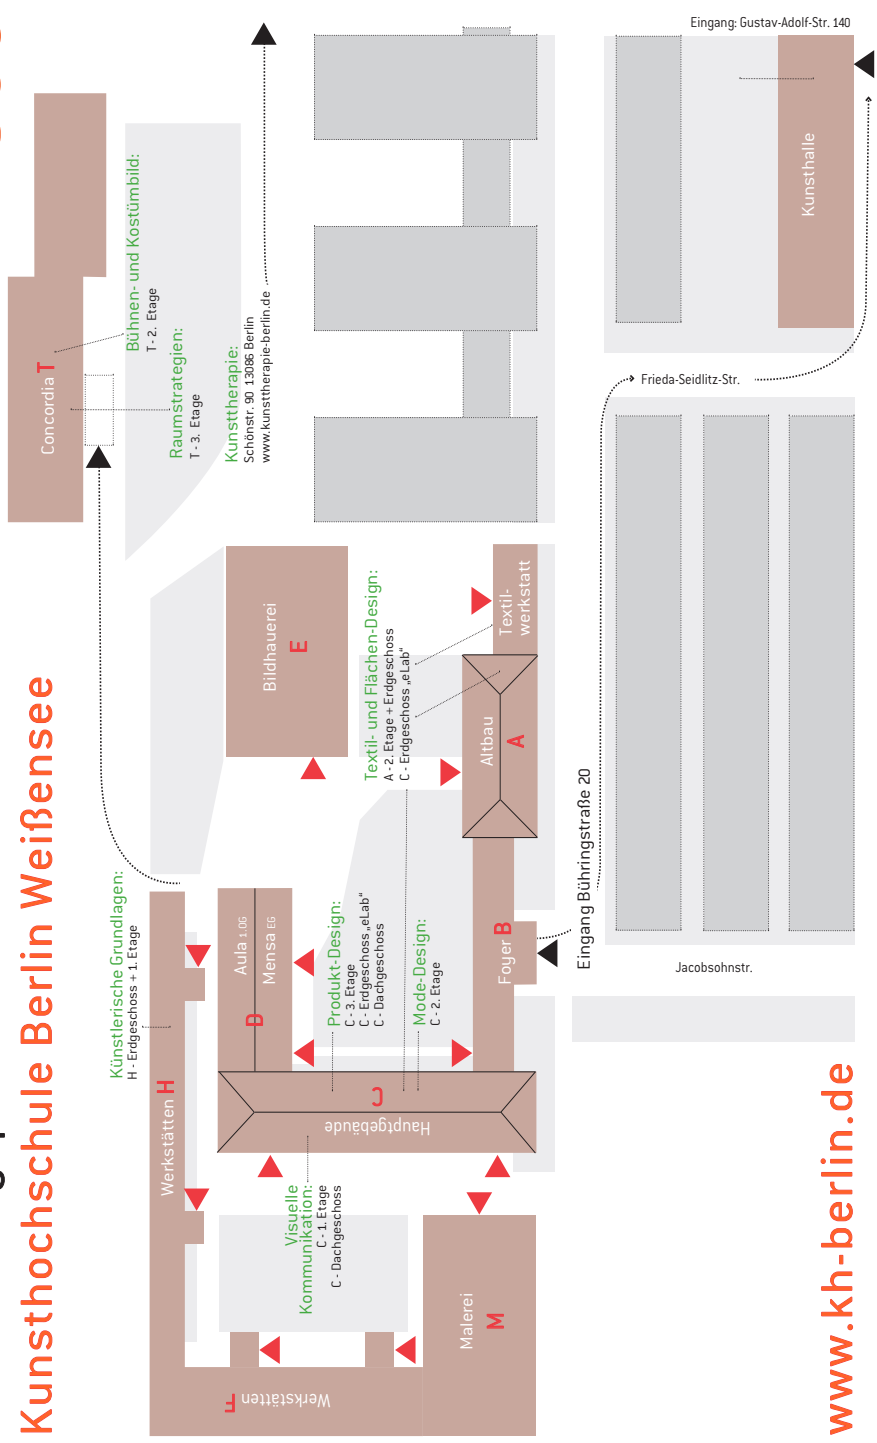 Kunsthochschule Berlin Weißensee
Concordia T
Bühnen- und Kostümbild:
T - 2. Etage
Raumstrategien:
T - 3. Etage
Kunsttherapie:
Schönstr. 90 13086 Berlin
www.kunsttherapie-berlin.de
Künstlerische Grundlagen:
H - Erdgeschoss + 1. Etage
Werkstätten H
Bildhauerei
E
Aula 1.OG
Mensa EG
D
Textil- und Flächen-Design:
A - 2. Etage + Erdgeschoss
C - Erdgeschoss „eLab“
Textil-
werkstatt
Altbau
A
Produkt-Design:
C - 3. Etage
C - Erdgeschoss „eLab“
C - Dachgeschoss
Mode-Design:
C - 2. Etage
Foyer B
Eingang Bühringstraße 20
C
Hauptgebäude
Visuelle
Kommunikation:
C - 1. Etage
C - Dachgeschoss
Werkstätten F
Malerei
M
Eingang: Gustav-Adolf-Str. 140
Kunsthalle
Frieda-Seidlitz-Str.
Jacobsohnstr.
www.kh-berlin.de